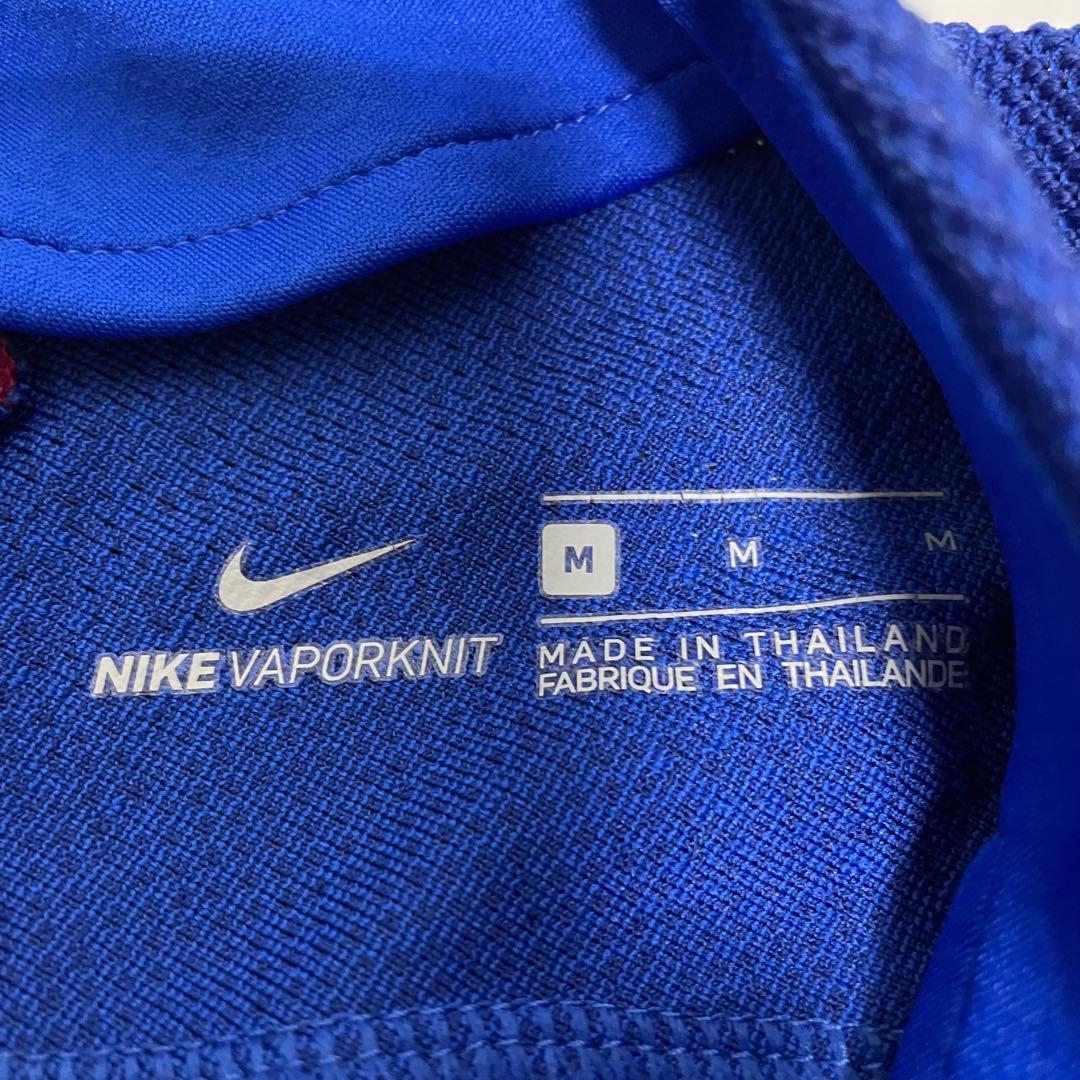 NIKE VAPORKNIT
M M M
MADE IN THAILAND
FABRIQUE EN THAILANDE